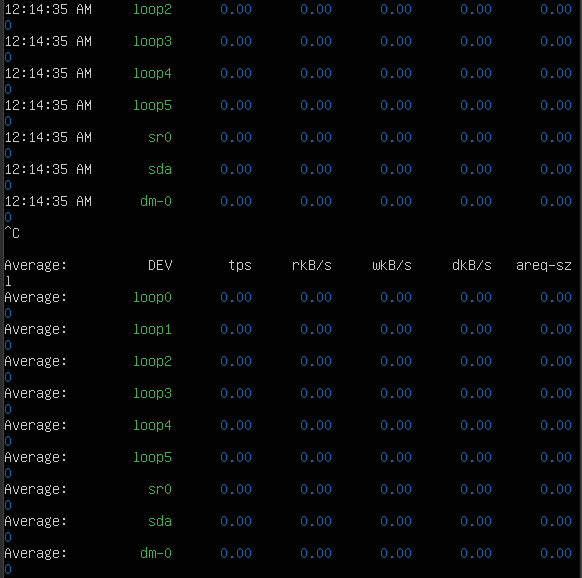 12:14:35 AM loop2 0.00 0.00 0.00 0.00 0.00
0
12:14:35 AM loop3 0.00 0.00 0.00 0.00 0.00
0
12:14:35 AM loop4 0.00 0.00 0.00 0.00 0.00
0
12:14:35 AM loop5 0.00 0.00 0.00 0.00 0.00
0
12:14:35 AM sr0 0.00 0.00 0.00 0.00 0.00
0
12:14:35 AM sda 0.00 0.00 0.00 0.00 0.00
0
12:14:35 AM dm-0 0.00 0.00 0.00 0.00 0.00
0
^C
Average: DEV tps rkB/s wkB/s dkB/s areq-sz
l
Average: loop0 0.00 0.00 0.00 0.00 0.00
0
Average: loop1 0.00 0.00 0.00 0.00 0.00
0
Average: loop2 0.00 0.00 0.00 0.00 0.00
0
Average: loop3 0.00 0.00 0.00 0.00 0.00
0
Average: loop4 0.00 0.00 0.00 0.00 0.00
0
Average: loop5 0.00 0.00 0.00 0.00 0.00
0
Average: sr0 0.00 0.00 0.00 0.00 0.00
0
Average: sda 0.00 0.00 0.00 0.00 0.00
0
Average: dm-0 0.00 0.00 0.00 0.00 0.00
0